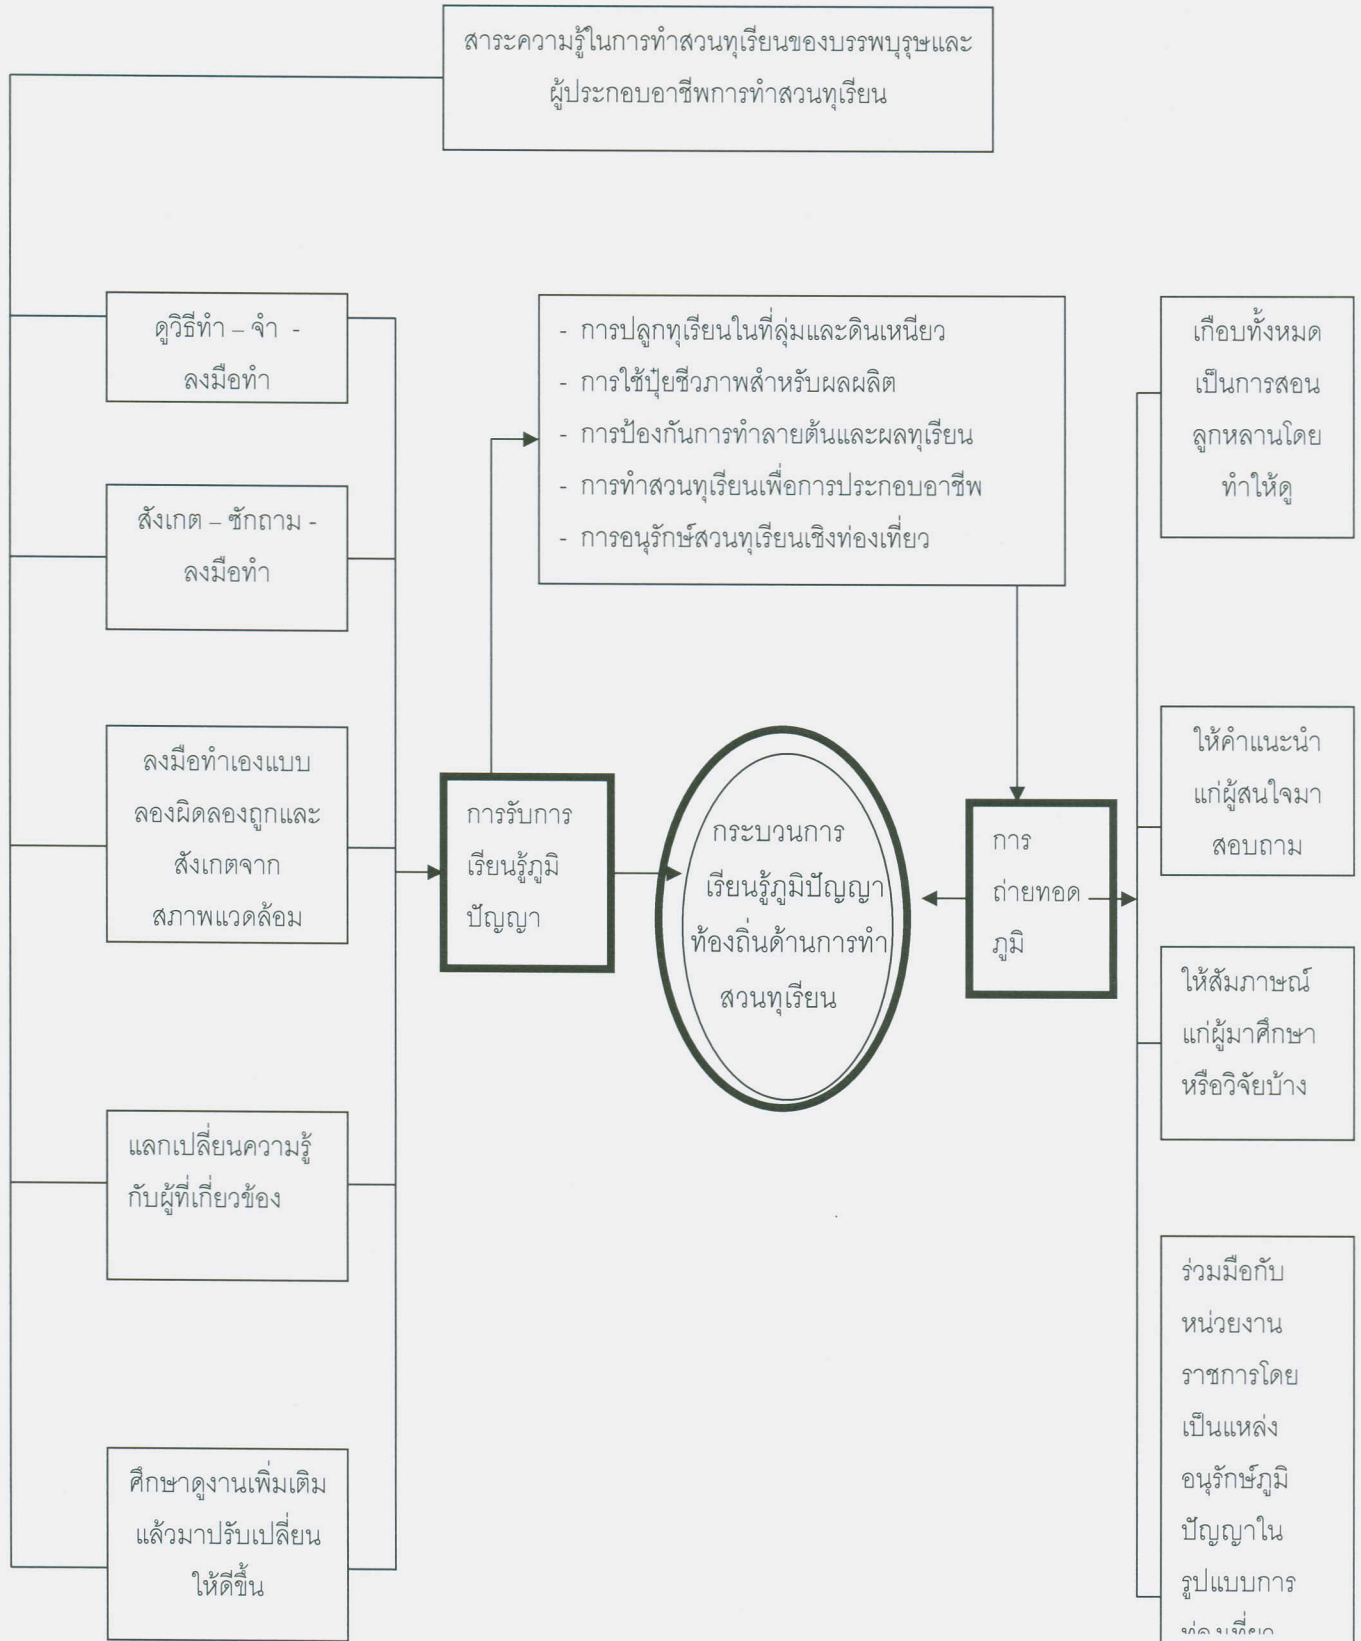 สาระความรู้ในการทำสวนทุเรียนของบรรพบุรุษและ
ผู้ประกอบอาชีพการทำสวนทุเรียน
ดูวิธีทำ – จำ -
ลงมือทำ
สังเกต – ซักถาม -
ลงมือทำ
ลงมือทำเองแบบ
ลองผิดลองถูกและ
สังเกตจาก
สภาพแวดล้อม
แลกเปลี่ยนความรู้
กับผู้ที่เกี่ยวข้อง
ศึกษาดูงานเพิ่มเติม
แล้วมาปรับเปลี่ยน
ให้ดีขึ้น
การรับการ
เรียนรู้ภูมิ
ปัญญา
- การปลูกทุเรียนในที่ลุ่มและดินเหนียว
- การใช้ปุ๋ยชีวภาพสำหรับผลผลิต
- การป้องกันการทำลายต้นและผลทุเรียน
- การทำสวนทุเรียนเพื่อการประกอบอาชีพ
- การอนุรักษ์สวนทุเรียนเชิงท่องเที่ยว
กระบวนการ
เรียนรู้ภูมิปัญญา
ท้องถิ่นด้านการทำ
สวนทุเรียน
การ
ถ่ายทอด
ภูมิ
เกือบทั้งหมด
เป็นการสอน
ลูกหลานโดย
ทำให้ดู
ให้คำแนะนำ
แก่ผู้สนใจมา
สอบถาม
ให้สัมภาษณ์
แก่ผู้มาศึกษา
หรือวิจัยบ้าง
ร่วมมือกับ
หน่วยงาน
ราชการโดย
เป็นแหล่ง
อนุรักษ์ภูมิ
ปัญญาใน
รูปแบบการ
ท่องเที่ยว